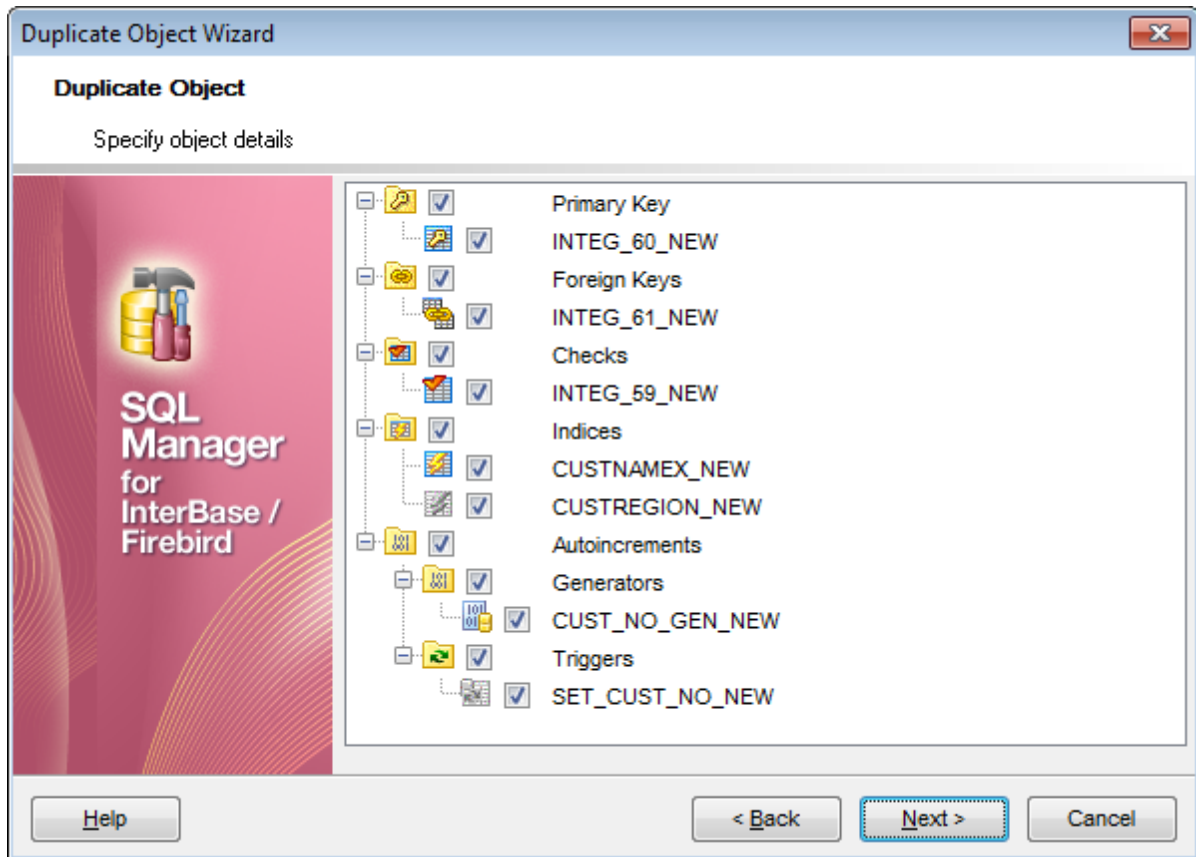 Duplicate Object Wizard
Duplicate Object
Specify object details
SQL
Manager
for
InterBase /
Firebird
Primary Key
INTEG_60_NEW
Foreign Keys
INTEG_61_NEW
Checks
INTEG_59_NEW
Indices
CUSTNAMEX_NEW
CUSTREGION_NEW
Autoincrements
Generators
CUST_NO_GEN_NEW
Triggers
SET_CUST_NO_NEW
Help
< Back
Next >
Cancel